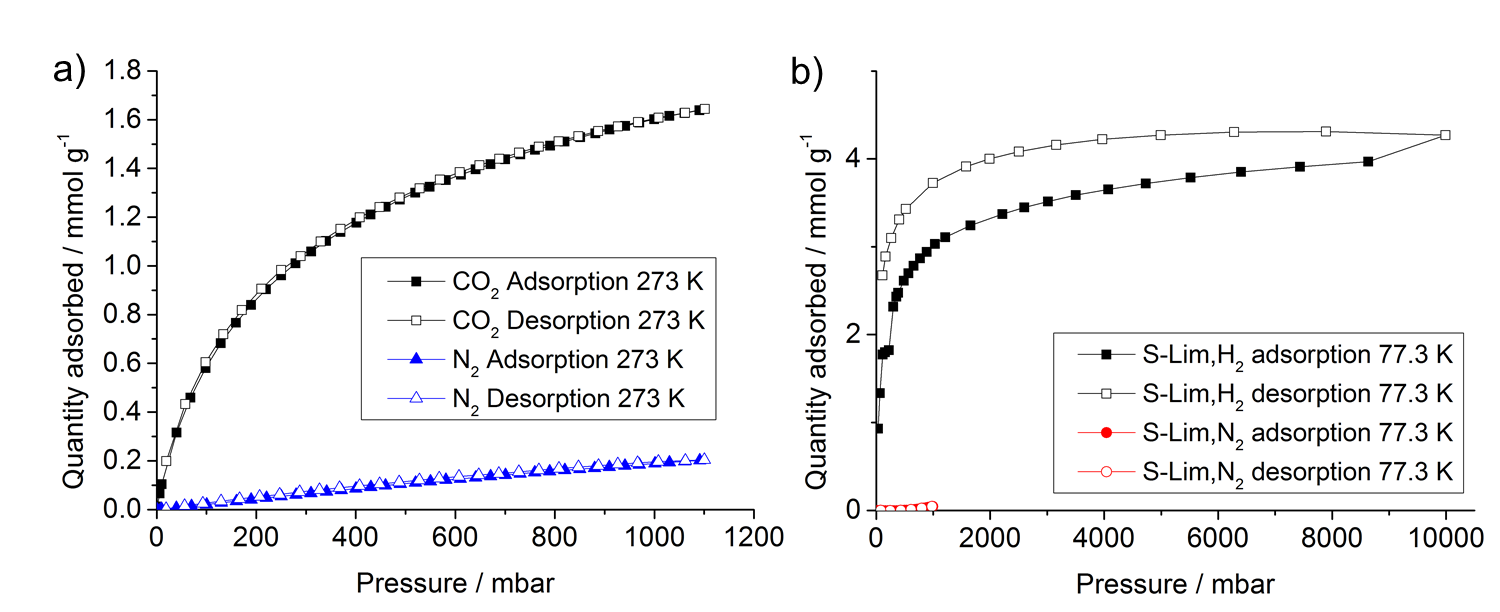 a)
Quantity adsorbed / mmol g⁻¹
1.8
1.6
1.4
1.2
1.0
0.8
0.6
0.4
0.2
0.0
CO₂ Adsorption 273 K
CO₂ Desorption 273 K
N₂ Adsorption 273 K
N₂ Desorption 273 K
0 200 400 600 800 1000 1200
Pressure / mbar
b)
Quantity adsorbed / mmol g⁻¹
4
2
0
S-Lim,H₂ adsorption 77.3 K
S-Lim,H₂ desorption 77.3 K
S-Lim,N₂ adsorption 77.3 K
S-Lim,N₂ desorption 77.3 K
0 2000 4000 6000 8000 10000
Pressure / mbar